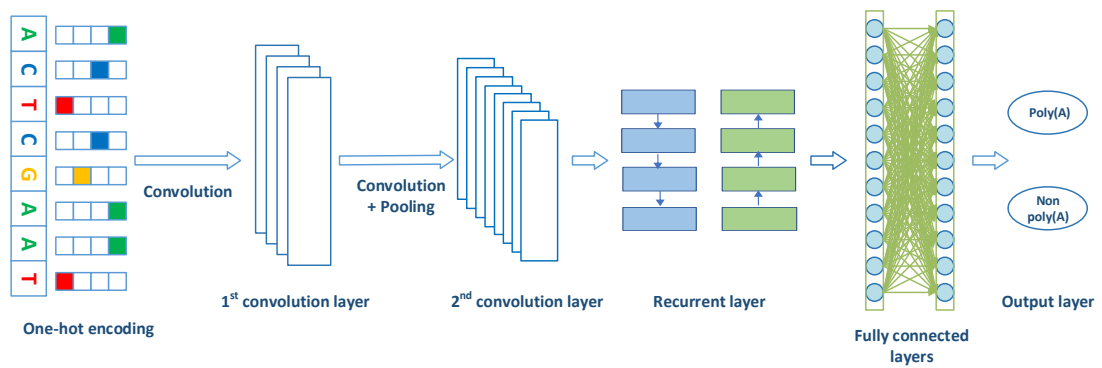 A
C
T
C
G
A
A
T
One-hot encoding
Convolution
1st convolution layer
Convolution
+ Pooling
2nd convolution layer
Recurrent layer
Fully connected
layers
Poly(A)
Non
poly(A)
Output layer